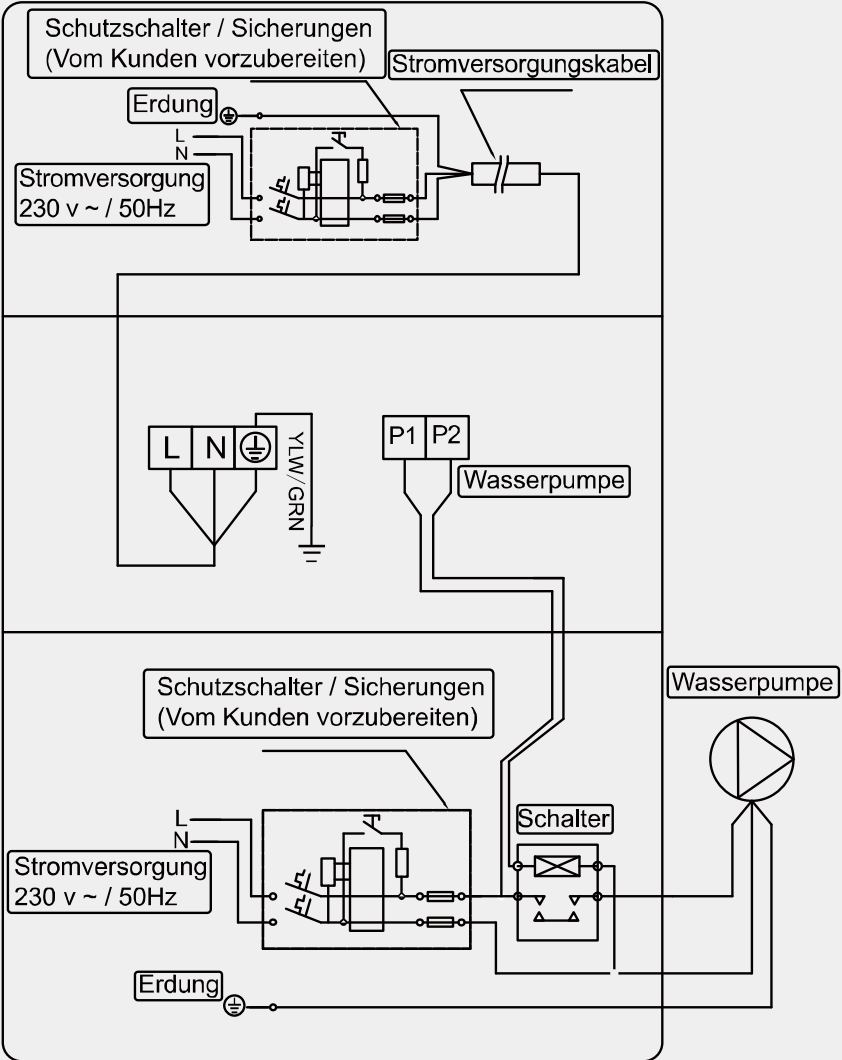 Schutzschalter / Sicherungen
(Vom Kunden vorzubereiten)
Stromversorgungskabel
Erdung
L
N
Stromversorgung
230 v ~ / 50Hz
L N
YLW/GRN
P1 P2
Wasserpumpe
Schutzschalter / Sicherungen
(Vom Kunden vorzubereiten)
Wasserpumpe
Schalter
L
N
Stromversorgung
230 v ~ / 50Hz
Erdung